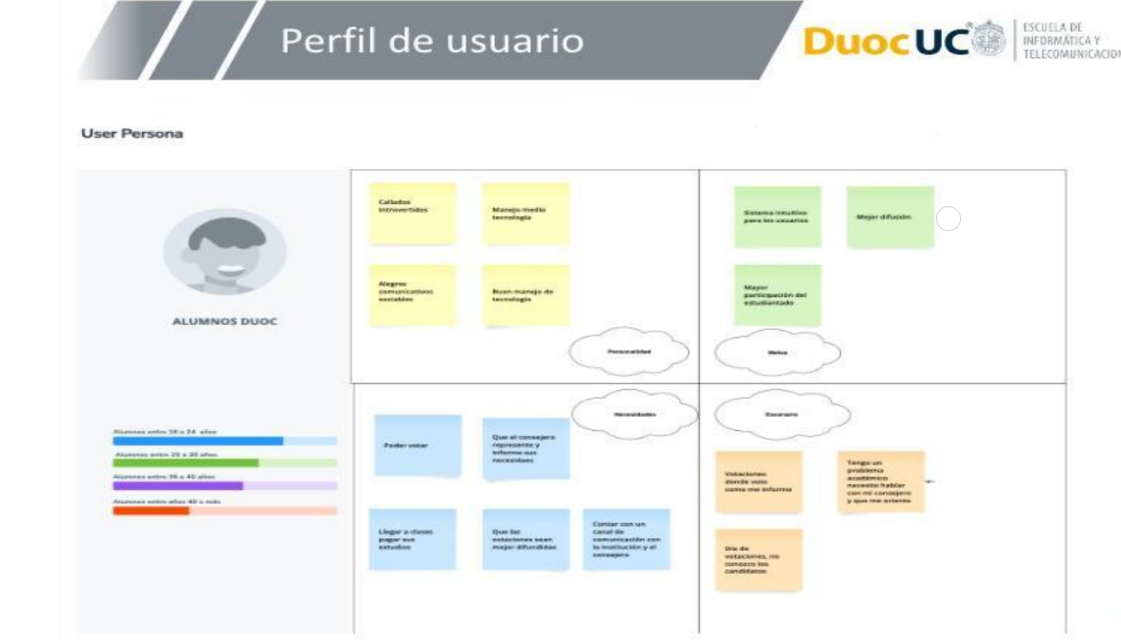 Perfil de usuario
DuocUC
ESCUELA DE
INFORMÁTICA Y
TELECOMUNICACION
User Persona
ALUMNOS DUOC
Alumnos entre 18 a 24 años
Alumnos entre 25 a 30 años
Alumnos entre 30 a 40 años
Alumnos entre años 40 o más
Callados
introvertidos
Manejo medio
tecnología
Alegres
comunicativos
sociables
Buen manejo de
tecnología
Personalidad
Sistema intuitivo
para los usuarios
Mejor difusión
Mayor
participación del
estudiantado
Metas
Necesidades
Poder votar
Que el consejero
represente y
informe sus
necesidaes
Llegar a clases
pagar sus
estudios
Que las
votaciones sean
mejor difundidas
Contar con un
canal de
comunicación con
la institución y el
consejero
Escenario
Votaciones
donde voto
como me informo
Tengo un
problema
académico
necesito hablar
con mi consejero
y que me oriente
Día de
votaciones, no
conozco los
candidatos